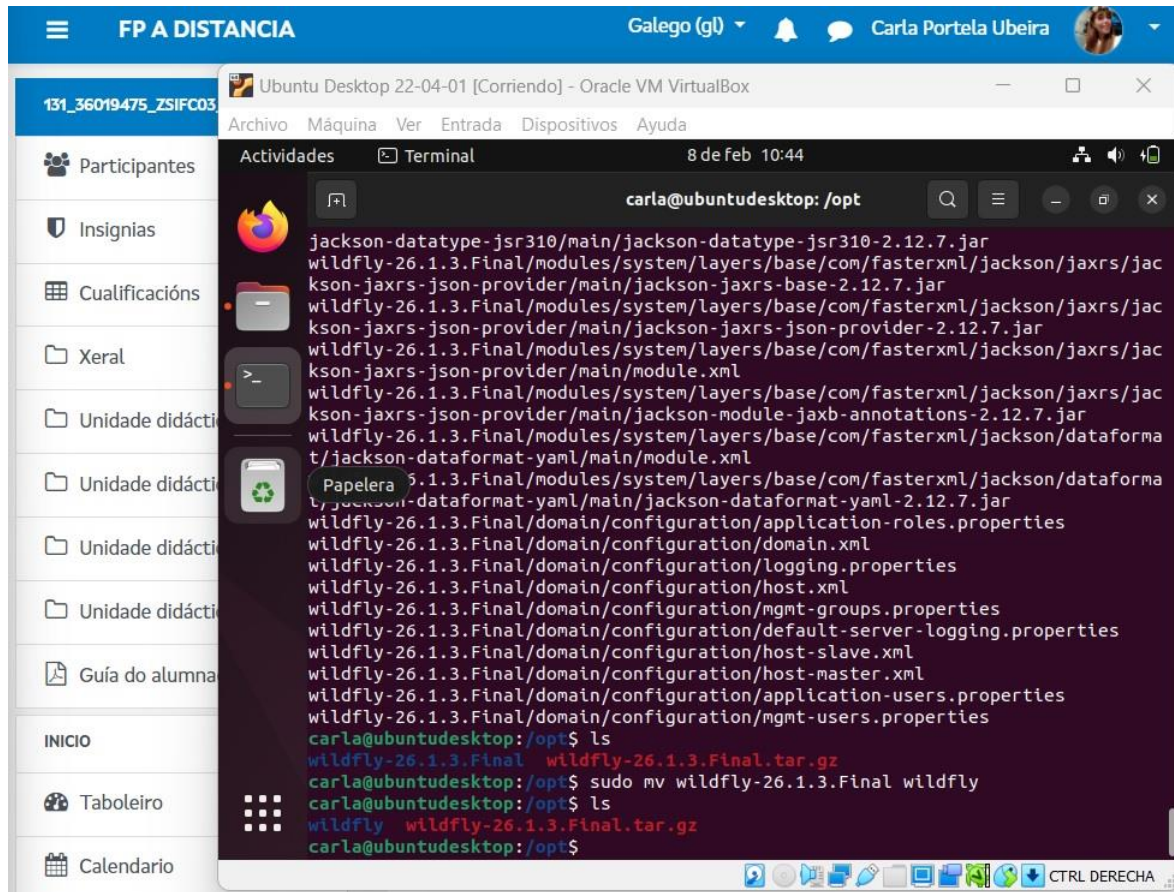 FP A DISTANCIA
Galego (gl)
Carla Portela Ubeira
131_36019475_ZSIFC03_
Participantes
Insignias
Cualificacións
Xeral
Unidade didácti
Unidade didácti
Unidade didácti
Unidade didácti
Guía do alumna
INICIO
Taboleiro
Calendario
Ubuntu Desktop 22-04-01 [Corriendo] - Oracle VM VirtualBox
Archivo Máquina Ver Entrada Dispositivos Ayuda
Actividades Terminal 8 de feb 10:44
carla@ubuntudesktop: /opt
jackson-datatype-jsr310/main/jackson-datatype-jsr310-2.12.7.jar
wildfly-26.1.3.Final/modules/system/layers/base/com/fasterxml/jackson/jaxrs/jac
kson-jaxrs-json-provider/main/jackson-jaxrs-base-2.12.7.jar
wildfly-26.1.3.Final/modules/system/layers/base/com/fasterxml/jackson/jaxrs/jac
kson-jaxrs-json-provider/main/jackson-jaxrs-json-provider-2.12.7.jar
wildfly-26.1.3.Final/modules/system/layers/base/com/fasterxml/jackson/jaxrs/jac
kson-jaxrs-json-provider/main/module.xml
wildfly-26.1.3.Final/modules/system/layers/base/com/fasterxml/jackson/jaxrs/jac
kson-jaxrs-json-provider/main/jackson-module-jaxb-annotations-2.12.7.jar
wildfly-26.1.3.Final/modules/system/layers/base/com/fasterxml/jackson/dataforma
t/jackson-dataformat-yaml/main/module.xml
Papelera
6.1.3.Final/modules/system/layers/base/com/fasterxml/jackson/dataforma
t/jackson-dataformat-yaml/main/jackson-dataformat-yaml-2.12.7.jar
wildfly-26.1.3.Final/domain/configuration/application-roles.properties
wildfly-26.1.3.Final/domain/configuration/domain.xml
wildfly-26.1.3.Final/domain/configuration/logging.properties
wildfly-26.1.3.Final/domain/configuration/host.xml
wildfly-26.1.3.Final/domain/configuration/mgmt-groups.properties
wildfly-26.1.3.Final/domain/configuration/default-server-logging.properties
wildfly-26.1.3.Final/domain/configuration/host-slave.xml
wildfly-26.1.3.Final/domain/configuration/host-master.xml
wildfly-26.1.3.Final/domain/configuration/application-users.properties
wildfly-26.1.3.Final/domain/configuration/mgmt-users.properties
carla@ubuntudesktop:/opt$ ls
wildfly-26.1.3.Final wildfly-26.1.3.Final.tar.gz
carla@ubuntudesktop:/opt$ sudo mv wildfly-26.1.3.Final wildfly
carla@ubuntudesktop:/opt$ ls
wildfly wildfly-26.1.3.Final.tar.gz
carla@ubuntudesktop:/opt$
CTRL DERECHA